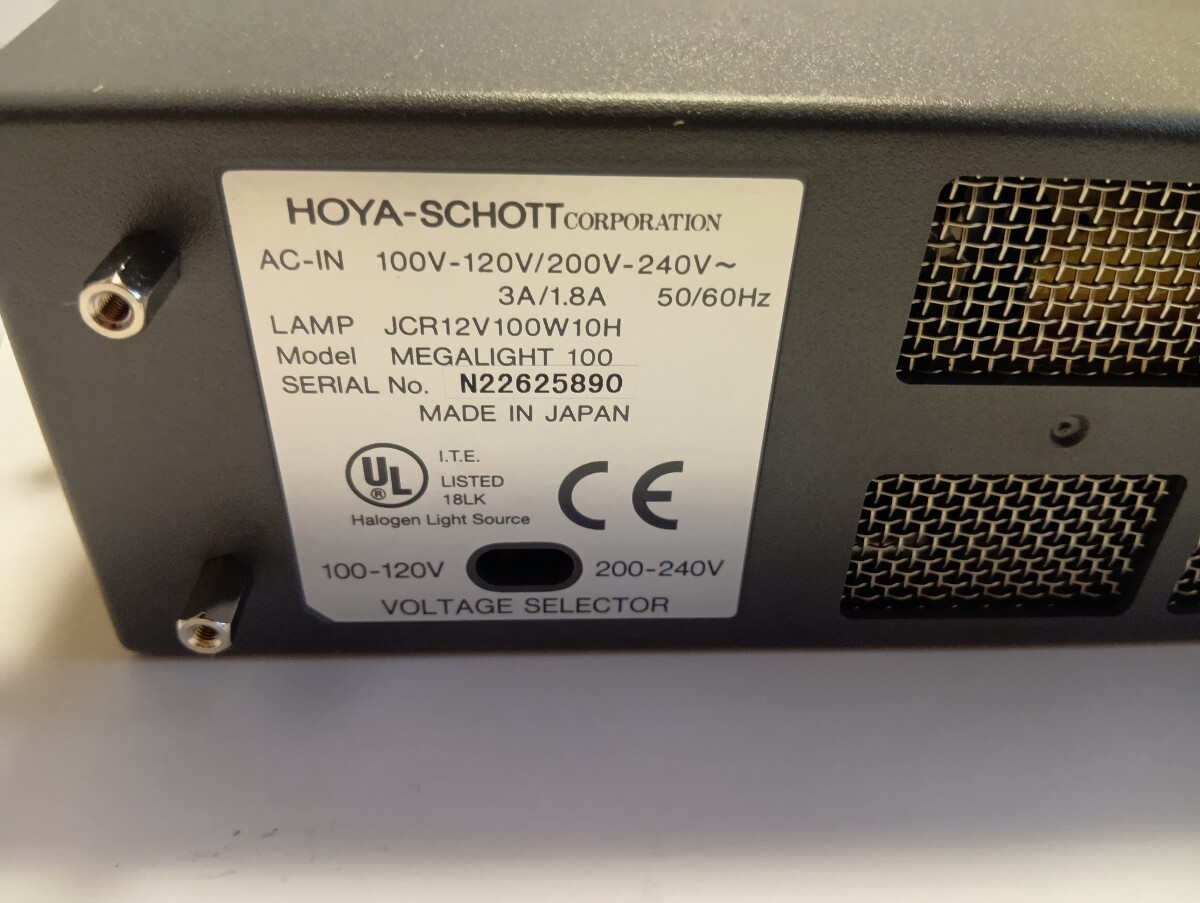 HOYA-SCHOTT CORPORATION
AC-IN 100V-120V/200V-240V~
3A/1.8A 50/60Hz
LAMP JCR12V100W10H
Model MEGALIGHT 100
SERIAL No. N22625890
MADE IN JAPAN
UL® I.T.E.
LISTED
18LK
Halogen Light Source
CE
100-120V 200-240V
VOLTAGE SELECTOR